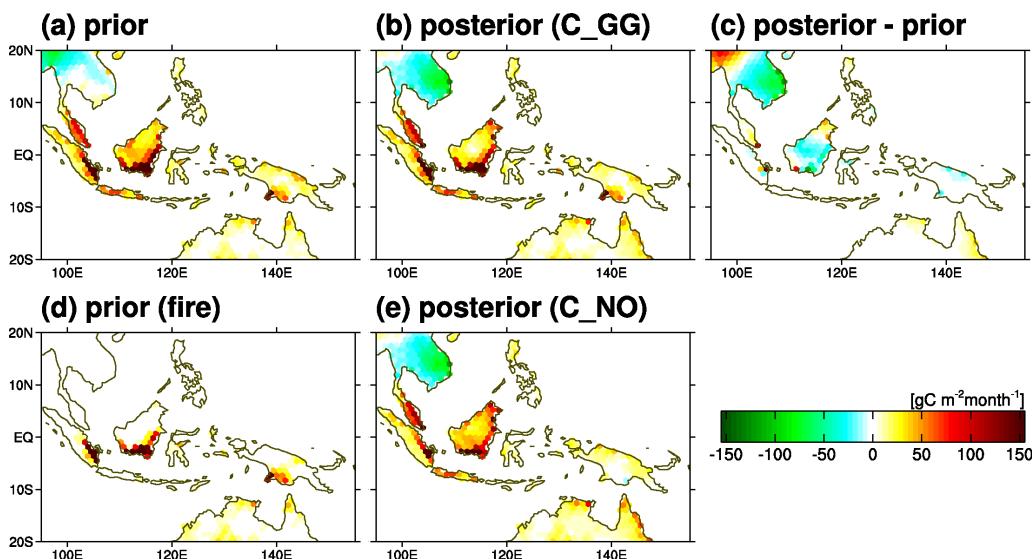 (a) prior
(b) posterior (C_GG)
(c) posterior - prior
20N
10N
EQ
10S
20S
100E 120E 140E
100E 120E 140E
100E 120E 140E
(d) prior (fire)
(e) posterior (C_NO)
20N
10N
EQ
10S
20S
100E 120E 140E
100E 120E 140E
[gC m⁻²month⁻¹]
-150 -100 -50 0 50 100 150